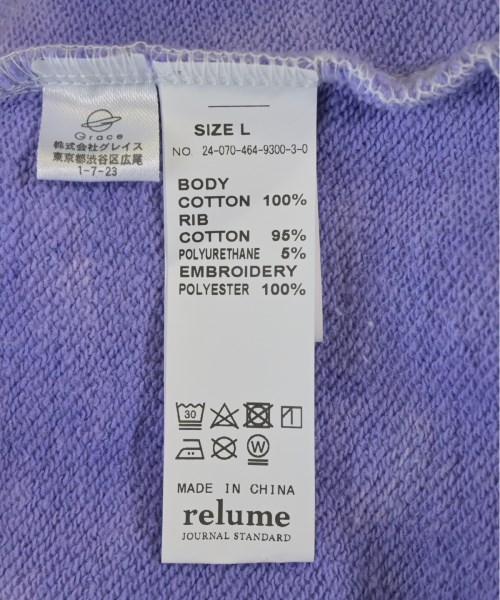 Grace
株式会社グレイス
東京都渋谷区広尾
1-7-23
SIZE L
NO. 24-070-464-9300-3-0
BODY
COTTON 100%
RIB
COTTON 95%
POLYURETHANE 5%
EMBROIDERY
POLYESTER 100%
30
W
MADE IN CHINA
relume
JOURNAL STANDARD